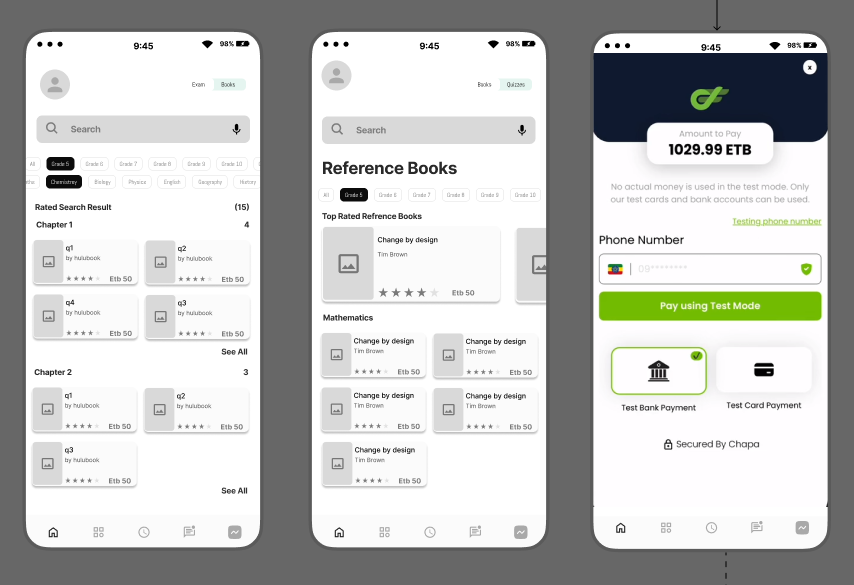 9:45
98%
Exam
Books
Search
All
Grade 5
Grade 6
Grade 7
Grade 8
Grade 9
Grade 10
Chemistrey
Biology
Physics
English
Geography
History
Rated Search Result (15)
Chapter 1 4
q1
by hulubook
Etb 50
q2
by hulubook
Etb 50
q4
by hulubook
Etb 50
q3
by hulubook
Etb 50
See All
Chapter 2 3
q1
by hulubook
Etb 50
q2
by hulubook
Etb 50
q3
by hulubook
Etb 50
See All
9:45
98%
Books
Quizzes
Search
Reference Books
All
Grade 5
Grade 6
Grade 7
Grade 8
Grade 9
Grade 10
Top Rated Refrence Books
Change by design
Tim Brown
Etb 50
Mathematics
Change by design
Tim Brown
Etb 50
Change by design
Tim Brown
Etb 50
Change by design
Tim Brown
Etb 50
Change by design
Tim Brown
Etb 50
Change by design
Tim Brown
Etb 50
9:45
98%
x
Amount to Pay
1029.99 ETB
No actual money is used in the test mode. Only
our test cards and bank accounts can be used.
Testing phone number
Phone Number
09********
Pay using Test Mode
Test Bank Payment
Test Card Payment
Secured By Chapa